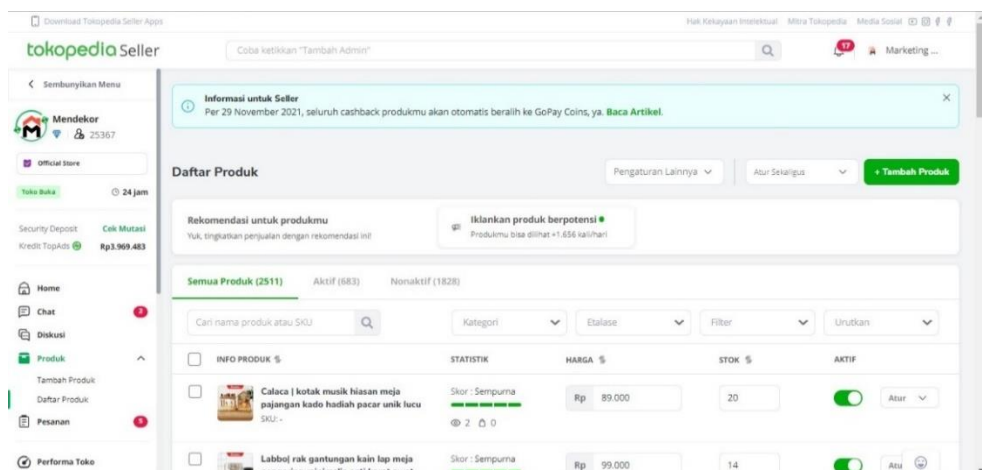 Download Tokopedia Seller Apps
Hak Kekayaan Intelektual Mitra Tokopedia Media Sosial
tokopedia Seller
Coba ketikkan "Tambah Admin"
17
Marketing ...
Sembunyikan Menu
Mendekor
25367
Official Store
Toko Buka 24 jam
Security Deposit Cek Mutasi
Kredit TopAds Rp3.969.483
Home
Chat
Diskusi
Produk
Tambah Produk
Daftar Produk
Pesanan
Performa Toko
Informasi untuk Seller
Per 29 November 2021, seluruh cashback produkmu akan otomatis beralih ke GoPay Coins, ya. Baca Artikel.
Daftar Produk
Pengaturan Lainnya
Atur Sekaligus
+ Tambah Produk
Rekomendasi untuk produkmu
Yuk, tingkatkan penjualan dengan rekomendasi ini!
Iklankan produk berpotensi
Produkmu bisa dilihat +1.656 kali/hari
Semua Produk (2511) Aktif (683) Nonaktif (1828)
Cari nama produk atau SKU
Kategori
Etalase
Filter
Urutkan
INFO PRODUK STATISTIK HARGA STOK AKTIF
Calaca | kotak musik hiasan meja
pajangan kado hadiah pacar unik lucu
SKU: -
Skor : Sempurna
2 0
Rp 89.000
20
Atur
Labbo| rak gantungan kain lap meja
Skor : Sempurna
Rp 99.000
14